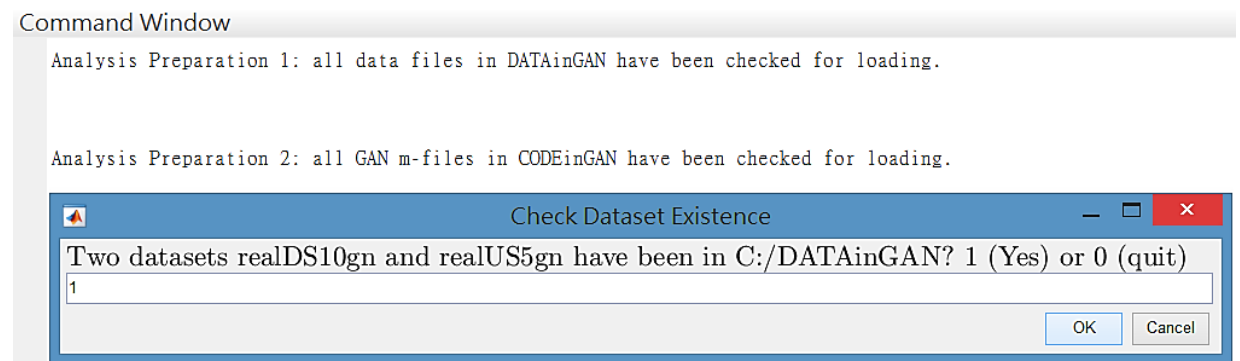 Command Window
Analysis Preparation 1: all data files in DATAinGAN have been checked for loading.
Analysis Preparation 2: all GAN m-files in CODEinGAN have been checked for loading.
Check Dataset Existence
Two datasets realDS10gn and realUS5gn have been in C:/DATAinGAN? 1 (Yes) or 0 (quit)
1
OK Cancel